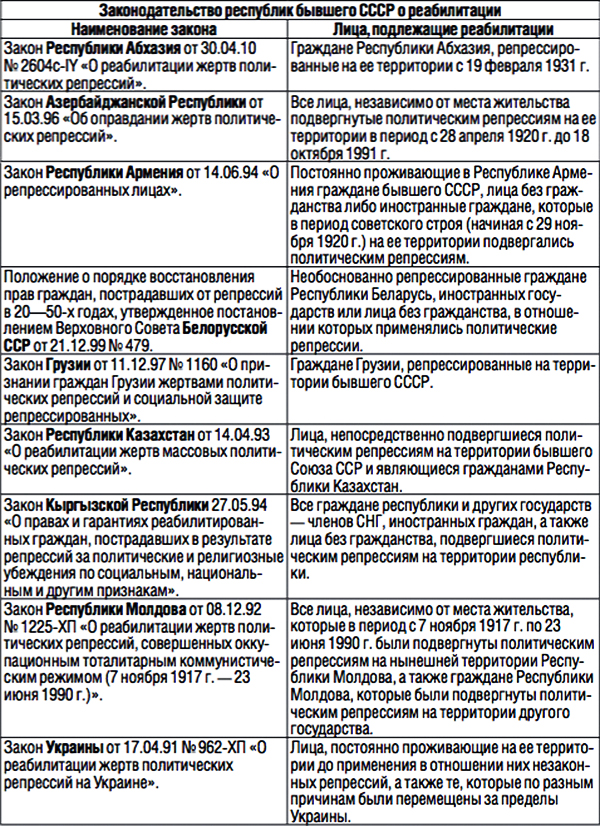 Законодательство республик бывшего СССР о реабилитации
Наименование закона
Лица, подлежащие реабилитации
Закон Республики Абхазия от 30.04.10
№ 2604с-IY «О реабилитации жертв поли-
тических репрессий».
Граждане Республики Абхазия, репрессиро-
ванные на ее территории с 19 февраля 1931 г.
Закон Азербайджанской Республики от
15.03.96 «Об оправдании жертв политиче-
ских репрессий».
Все лица, независимо от места жительства
подвергнутые политическим репрессиям на ее
территории в период с 28 апреля 1920 г. до 18
октября 1991 г.
Закон Республики Армения от 14.06.94 «О
репрессированных лицах».
Постоянно проживающие в Республике Арме-
ния граждане бывшего СССР, лица без граж-
данства либо иностранные граждане, которые
в период советского строя (начиная с 29 ноя-
бря 1920 г.) на ее территории подвергались
политическим репрессиям.
Положение о порядке восстановления
прав граждан, пострадавших от репрессий
в 20—50-х годах, утвержденное постанов-
лением Верховного Совета Белорусской
ССР от 21.12.99 № 479.
Необоснованно репрессированные граждане
Республики Беларусь, иностранных госу-
дарств или лица без гражданства, в отноше-
нии которых применялись политические
репрессии.
Закон Грузии от 11.12.97 № 1160 «О при-
знании граждан Грузии жертвами полити-
ческих репрессий и социальной защите
репрессированных».
Граждане Грузии, репрессированные на терри-
тории бывшего СССР.
Закон Республики Казахстан от 14.04.93
«О реабилитации жертв массовых полити-
ческих репрессий».
Лица, непосредственно подвергшиеся поли-
тическим репрессиям на территории бывшего
Союза ССР и являющиеся гражданами Респу-
блики Казахстан.
Закон Кыргызской Республики 27.05.94
«О правах и гарантиях реабилитирован-
ных граждан, пострадавших в результате
репрессий за политические и религиозные
убеждения по социальным, националь-
ным и другим признакам».
Все граждане республики и других государств
— членов СНГ, иностранных граждан, а также
лица без гражданства, подвергшиеся полити-
ческим репрессиям на территории республи-
ки.
Закон Республики Молдова от 08.12.92
№ 1225-ХП «О реабилитации жертв поли-
тических репрессий, совершенных окку-
пационным тоталитарным коммунистиче-
ским режимом (7 ноября 1917 г. — 23
июня 1990 г.)».
Все лица, независимо от места жительства,
которые в период с 7 ноября 1917 г. по 23
июня 1990 г. были подвергнуты политическим
репрессиям на нынешней территории Респу-
блики Молдова, а также граждане Республики
Молдова, которые были подвергнуты полити-
ческим репрессиям на территории другого
государства.
Закон Украины от 17.04.91 № 962-ХП «О
реабилитации жертв политических
репрессий на Украине».
Лица, постоянно проживающие на ее террито-
рии до применения в отношении них незакон-
ных репрессий, а также те, которые по разным
причинам были перемещены за пределы
Украины.